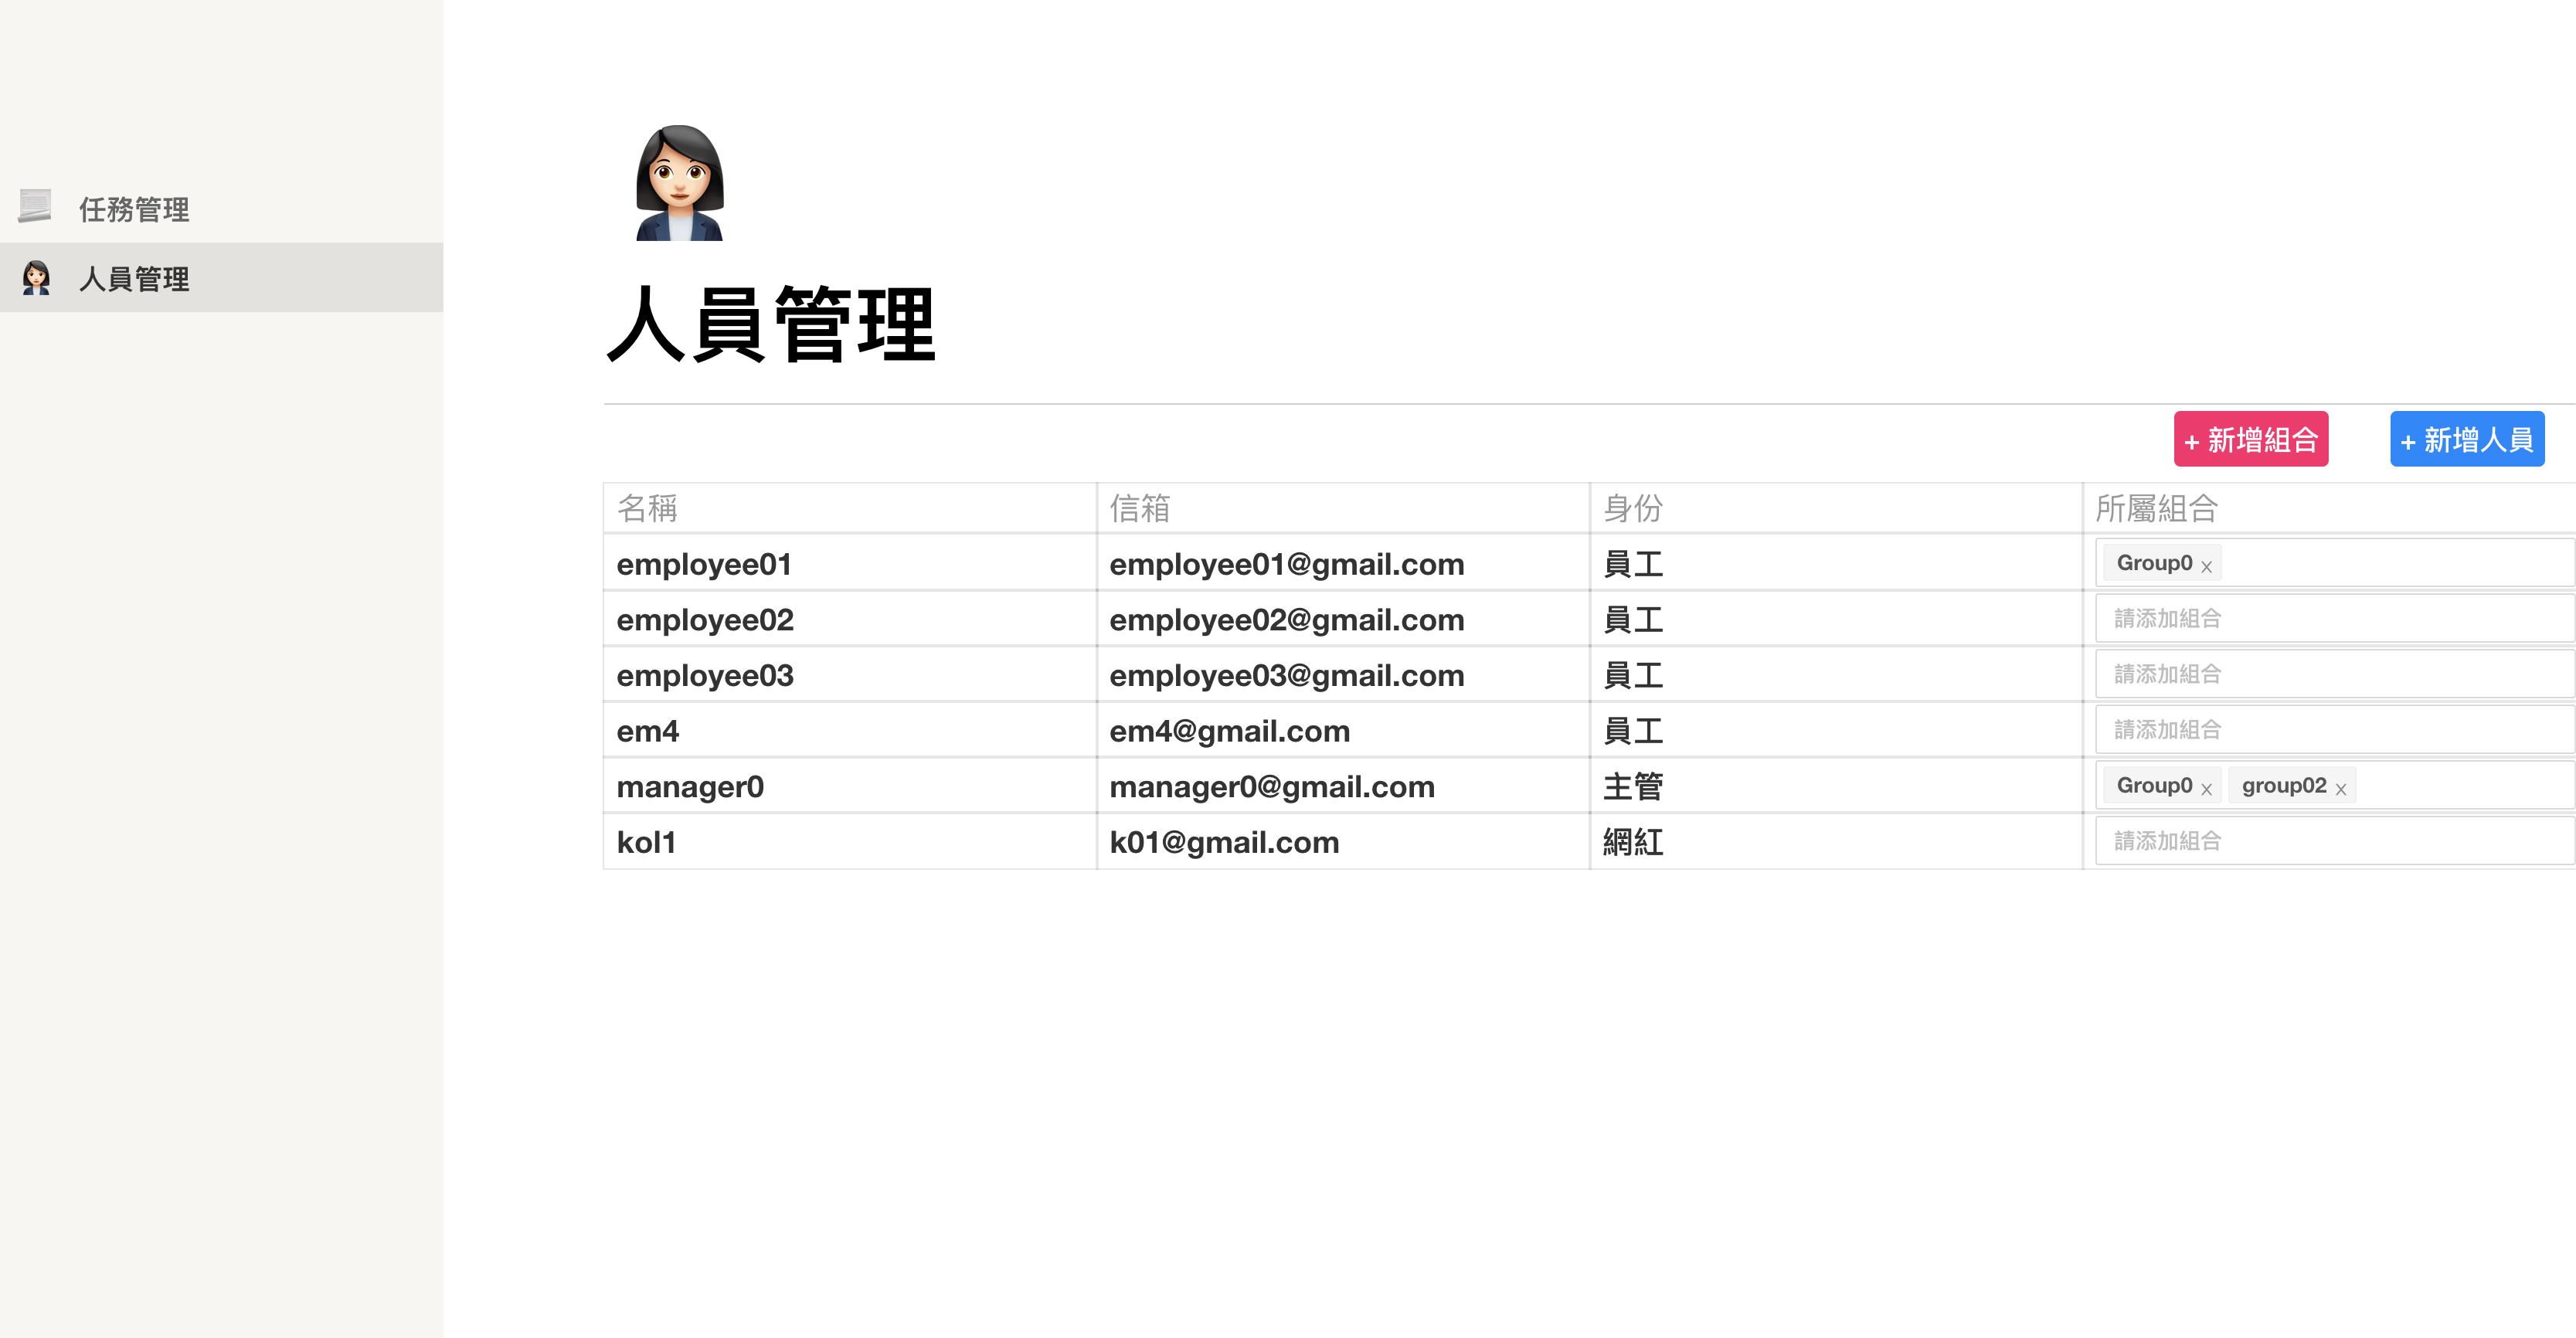 任務管理
人員管理
人員管理
+ 新增組合 + 新增人員
名稱 信箱 身份 所屬組合
employee01 employee01@gmail.com 員工 Group0 x
employee02 employee02@gmail.com 員工 請添加組合
employee03 employee03@gmail.com 員工 請添加組合
em4 em4@gmail.com 員工 請添加組合
manager0 manager0@gmail.com 主管 Group0 x group02 x
kol1 k01@gmail.com 網紅 請添加組合